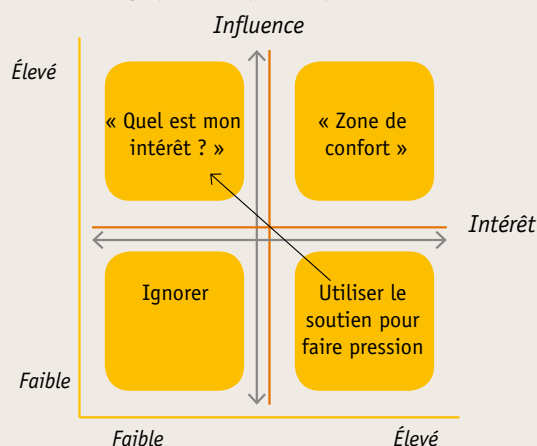 Influence
Élevé
« Quel est mon
intérêt ? »
« Zone de
confort »
Intérêt
Ignorer
Utiliser le
soutien pour
faire pression
Faible
Faible
Élevé